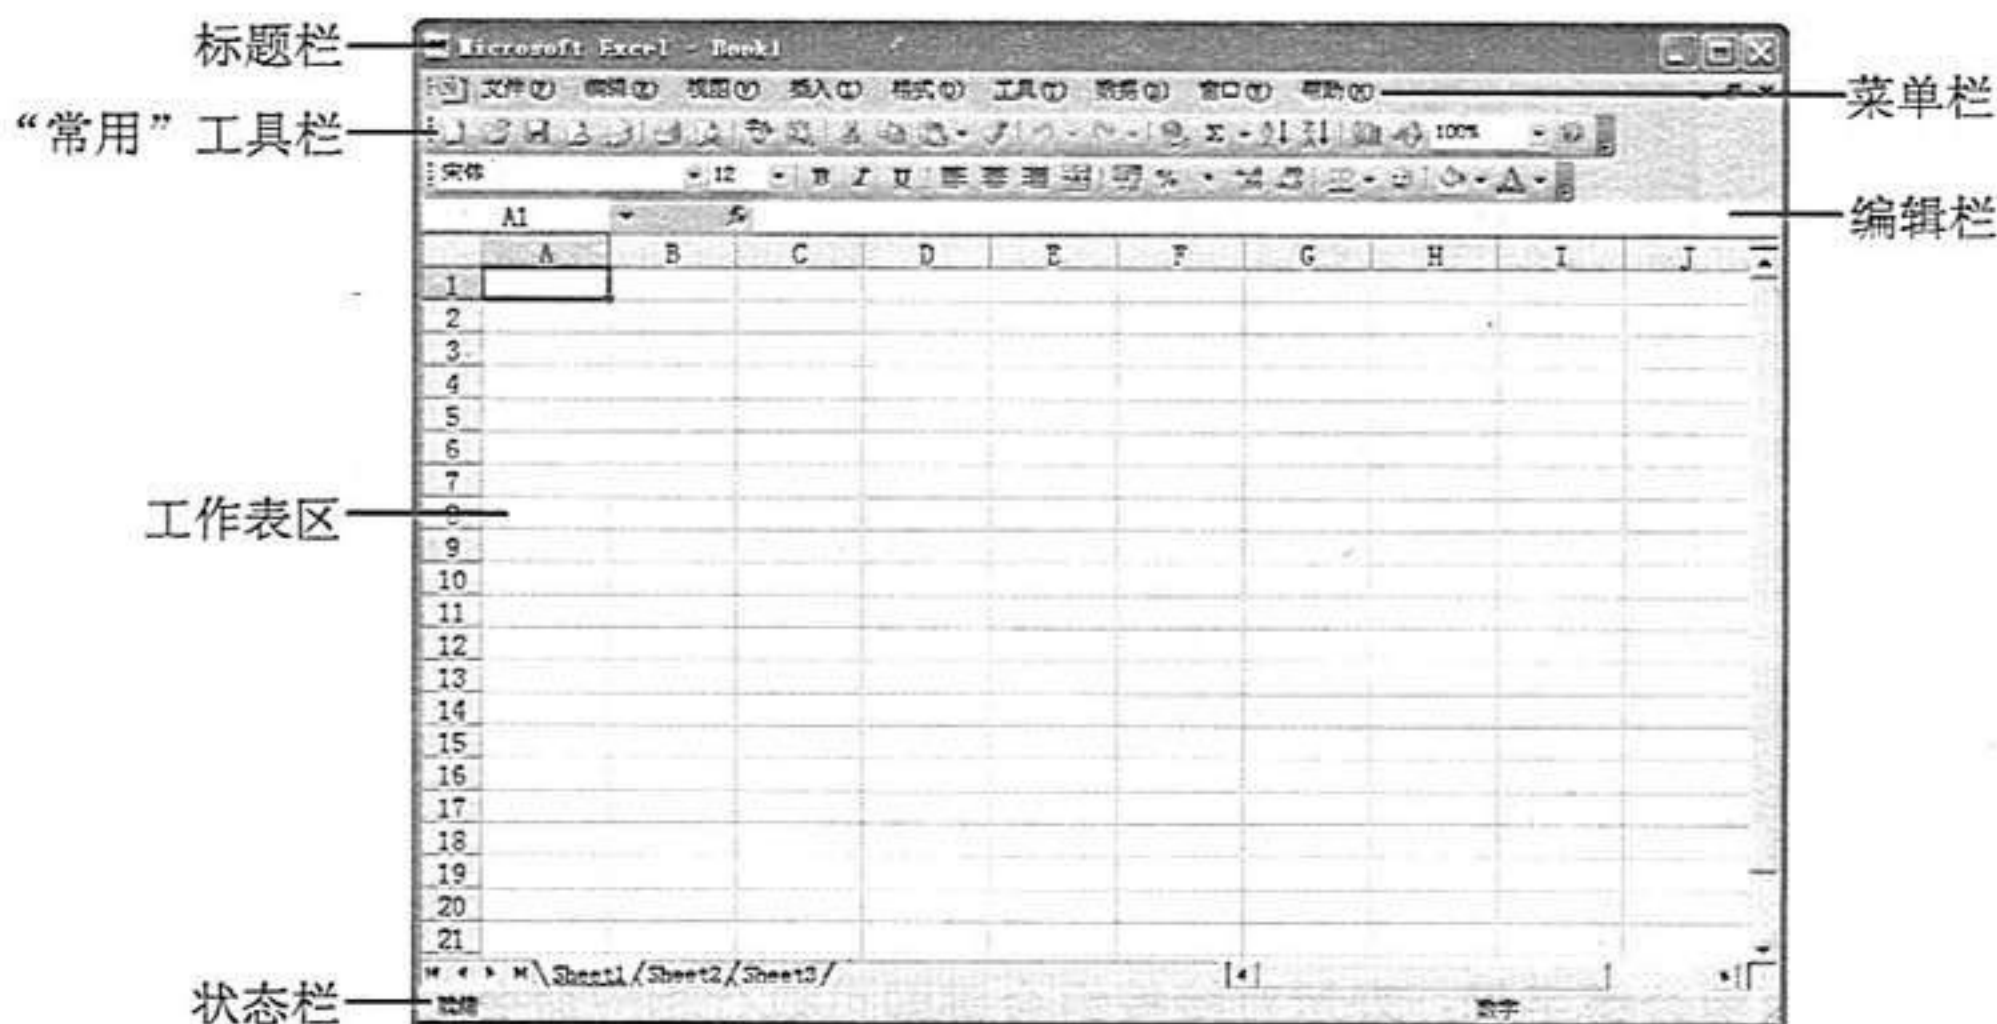 标题栏
Microsoft Excel - Book1
文件(F) 编辑(E) 视图(V) 插入(I) 格式(O) 工具(T) 数据(D) 窗口(W) 帮助(H)
菜单栏
“常用”工具栏
Σ 100%
宋体 12 B I U % , A
A1 fx
编辑栏
A B C D E F G H I J
1
2
3
4
5
6
7
工作表区
8
9
10
11
12
13
14
15
16
17
18
19
20
21
Sheet1/Sheet2/Sheet3/
状态栏
就绪 数字